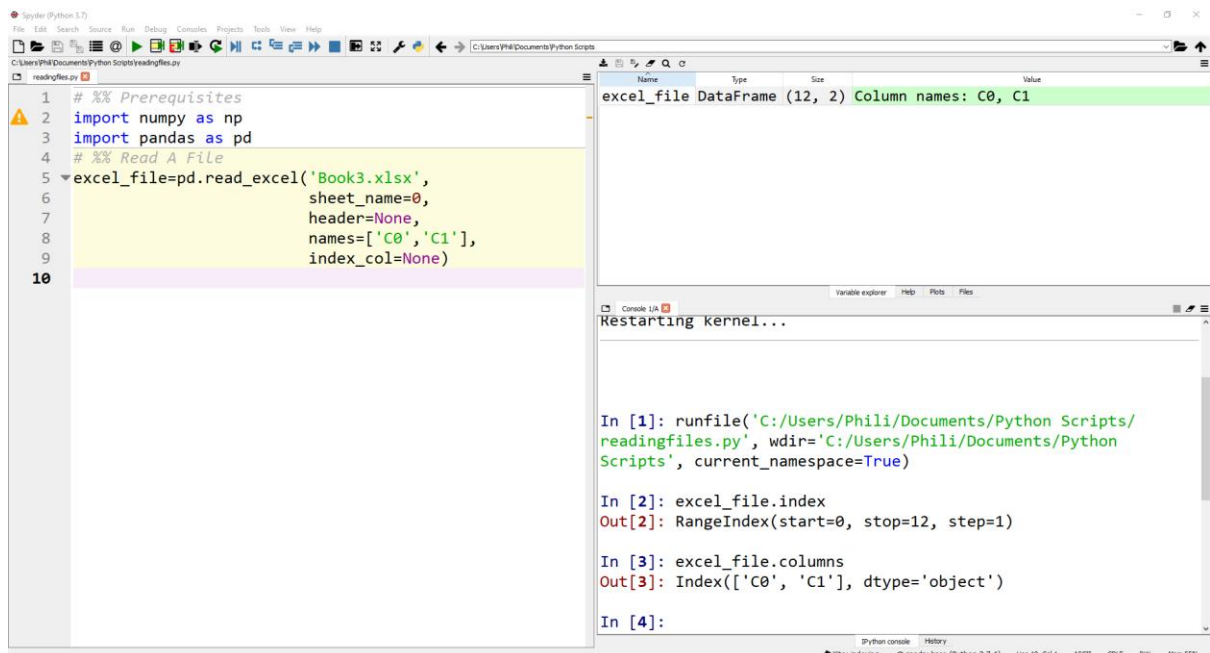 Spyder (Python 3.7)
File Edit Search Source Run Debug Consoles Projects Tools View Help
C:\Users\Phili\Documents\Python Scripts
C:\Users\Phili\Documents\Python Scripts\readingfiles.py
readingfiles.py
1 # %% Prerequisites
2 import numpy as np
3 import pandas as pd
4 # %% Read A File
5 excel_file=pd.read_excel('Book3.xlsx',
6 sheet_name=0,
7 header=None,
8 names=['C0','C1'],
9 index_col=None)
10
Name Type Size Value
excel_file DataFrame (12, 2) Column names: C0, C1
Variable explorer Help Plots Files
Console 1/A
Restarting kernel...
In [1]: runfile('C:/Users/Phili/Documents/Python Scripts/
readingfiles.py', wdir='C:/Users/Phili/Documents/Python
Scripts', current_namespace=True)
In [2]: excel_file.index
Out[2]: RangeIndex(start=0, stop=12, step=1)
In [3]: excel_file.columns
Out[3]: Index(['C0', 'C1'], dtype='object')
In [4]:
IPython console History